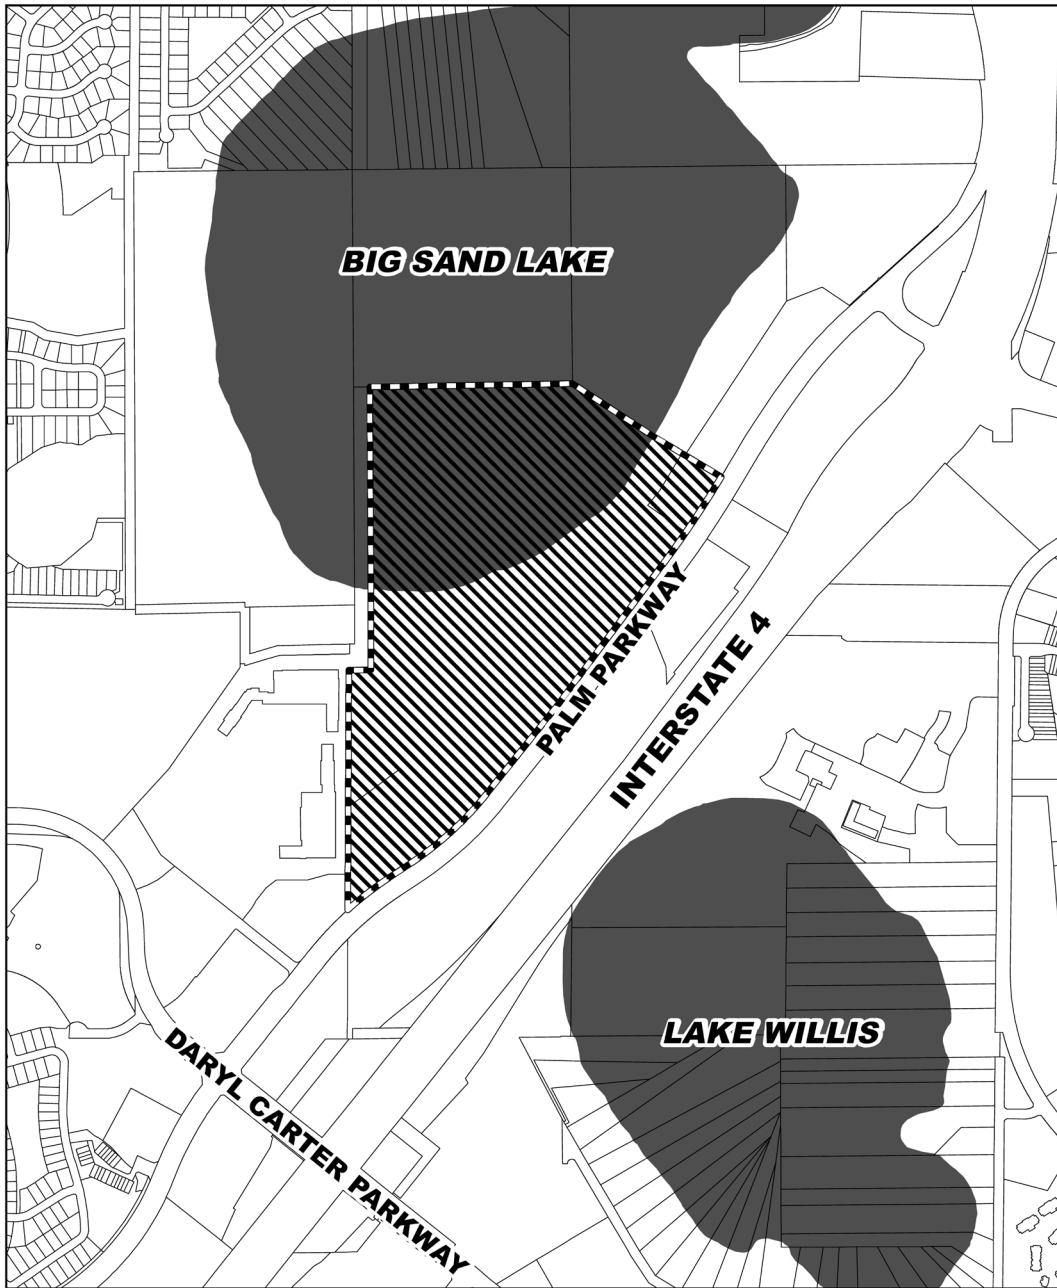 BIG SAND LAKE
PALM PARKWAY
INTERSTATE 4
LAKE WILLIS
DARYL CARTER PARKWAY